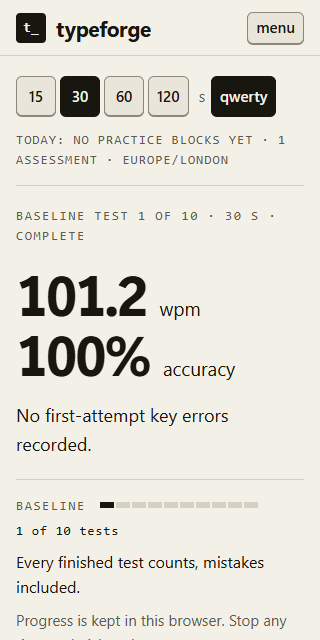 t_ typeforge menu
15 30 60 120 s qwerty
TODAY: NO PRACTICE BLOCKS YET · 1
ASSESSMENT · EUROPE/LONDON
BASELINE TEST 1 OF 10 · 30 S ·
COMPLETE
101.2 wpm
100% accuracy
No first-attempt key errors
recorded.
BASELINE
1 of 10 tests
Every finished test counts, mistakes
included.
Progress is kept in this browser. Stop any